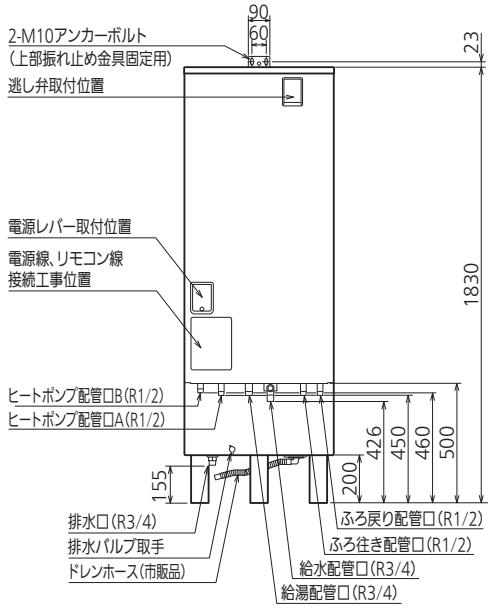 90
60
2-M10アンカーボルト
(上部振れ止め金具固定用)
23
逃し弁取付位置
1830
電源レバー取付位置
電源線、リモコン線
接続工事位置
ヒートポンプ配管口B(R1/2)
ヒートポンプ配管口A(R1/2)
426
450
460
500
200
155
排水口(R3/4)
排水バルブ取手
ドレンホース(市販品)
ふろ戻り配管口(R1/2)
ふろ往き配管口(R1/2)
給水配管口(R3/4)
給湯配管口(R3/4)